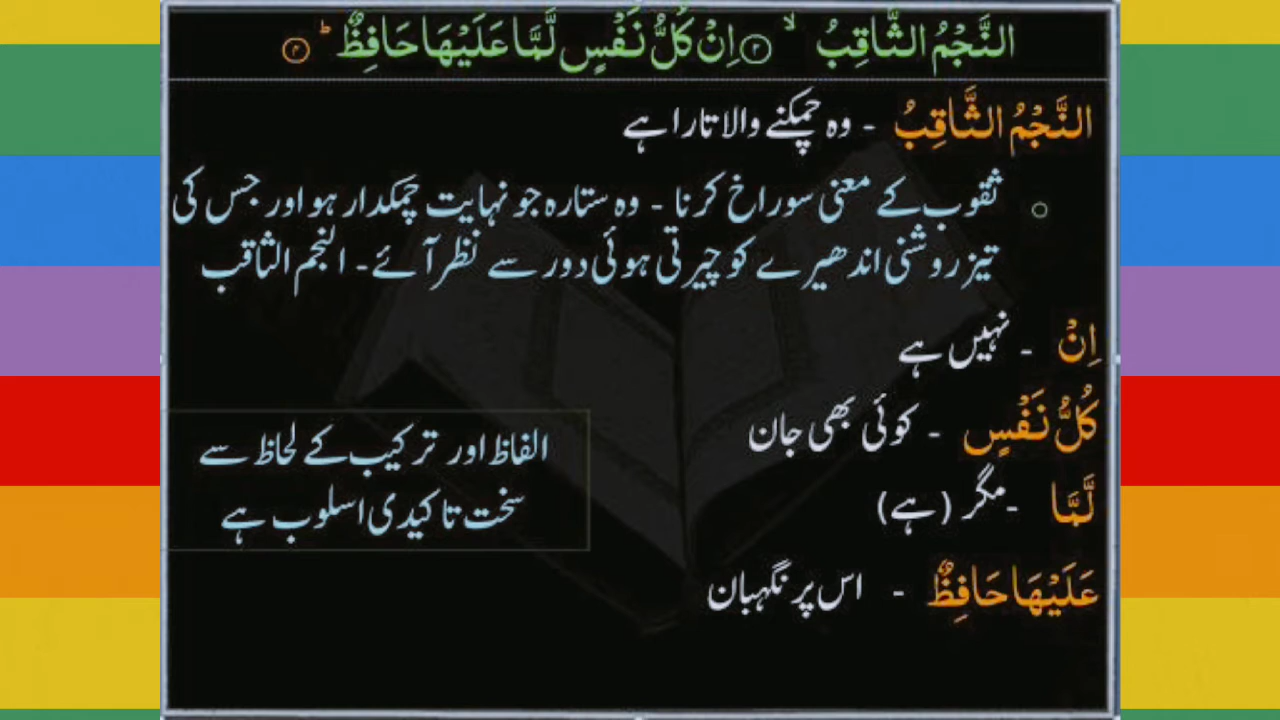 النَّجْمُ الثَّاقِبُ ۙ ﴿۳﴾ اِنْ كُلُّ نَفْسٍ لَّمَّا عَلَيْهَا حَافِظٌ ؕ ﴿۴﴾
النَّجْمُ الثَّاقِبُ - وہ چمکنے والا تارا ہے
○ ثقوب کے معنی سوراخ کرنا - وہ ستارہ جو نہایت چمکدار ہو اور جس کی
تیز روشنی اندھیرے کو چیرتی ہوئی دور سے نظر آئے - النجم الثاقب
اِنْ - نہیں ہے
كُلُّ نَفْسٍ - کوئی بھی جان
لَّمَّا - مگر (ہے)
عَلَيْهَا حَافِظٌ - اس پر نگہبان
الفاظ اور ترکیب کے لحاظ سے
سخت تاکیدی اسلوب ہے